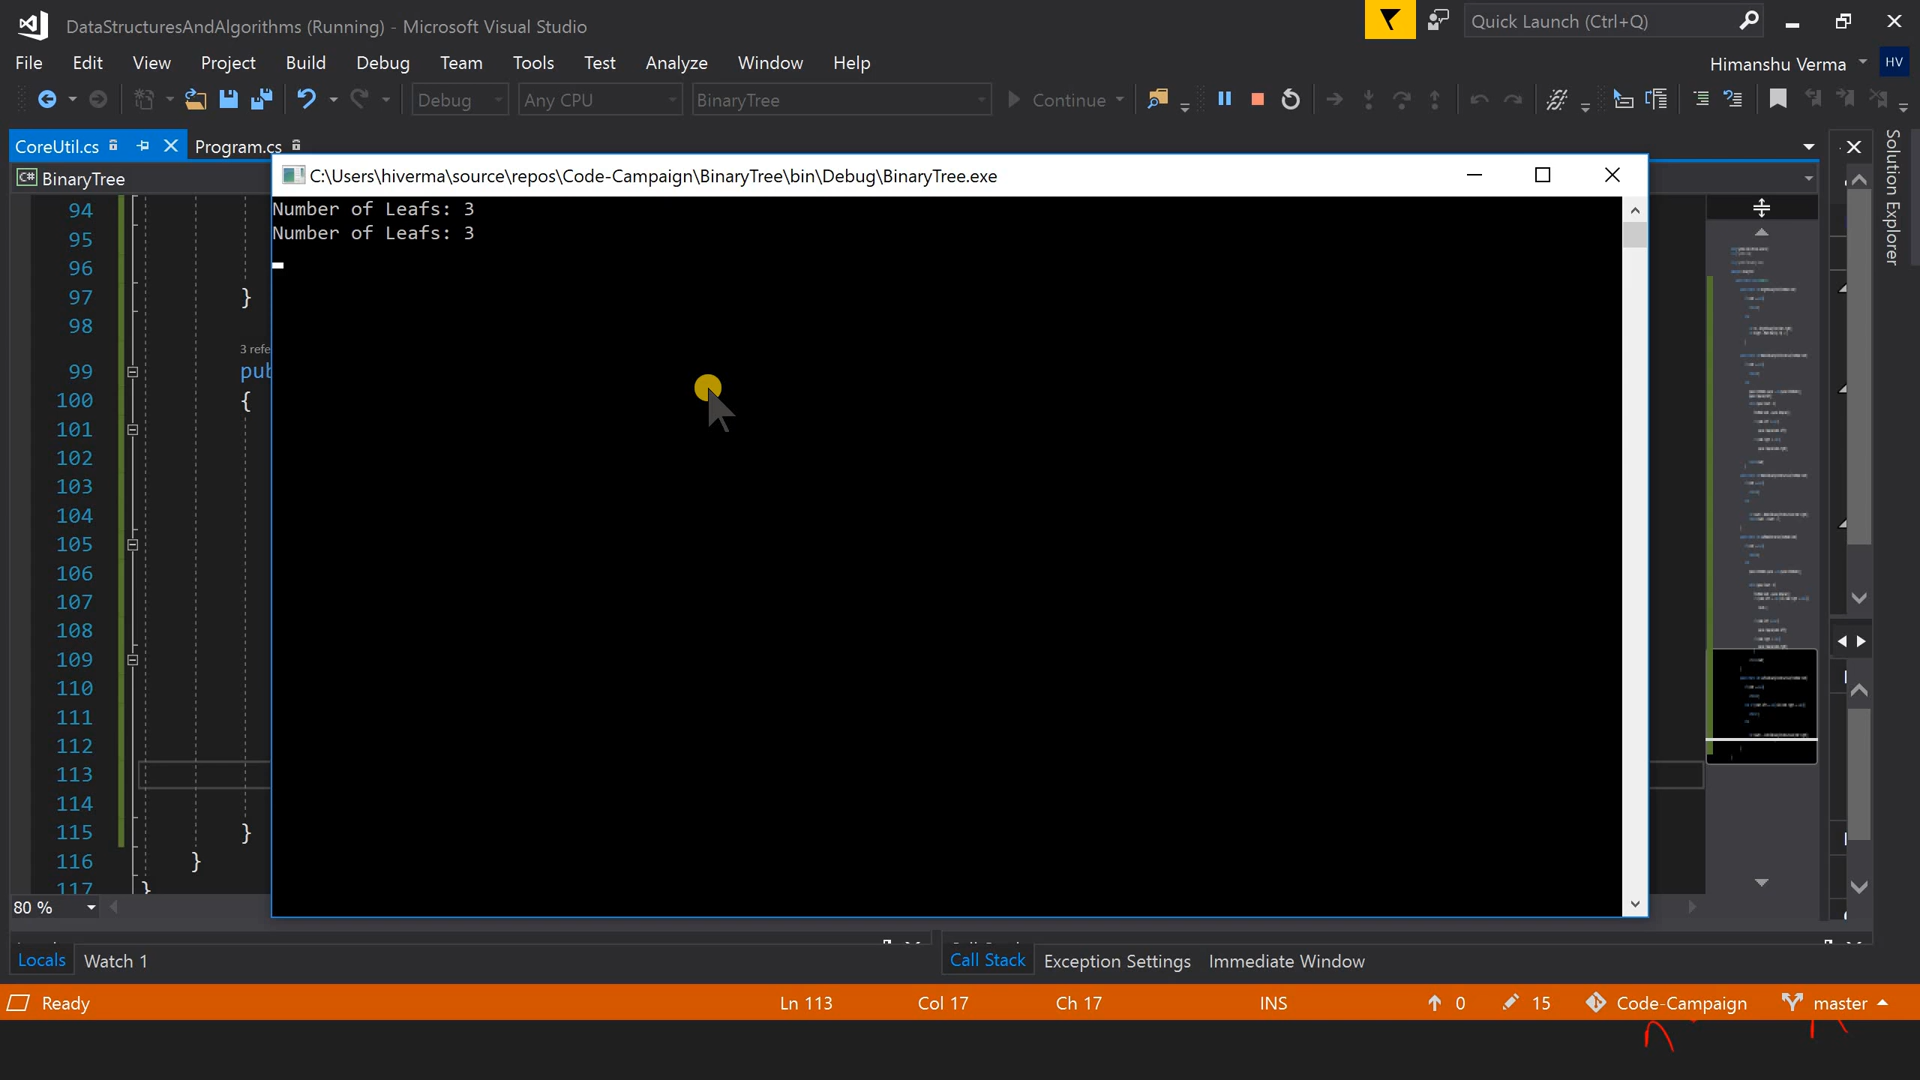 DataStructuresAndAlgorithms (Running) - Microsoft Visual Studio
Quick Launch (Ctrl+Q)
File Edit View Project Build Debug Team Tools Test Analyze Window Help
Himanshu Verma HV
Debug Any CPU BinaryTree Continue
CoreUtil.cs Program.cs
Solution Explorer
C# BinaryTree
C:\Users\hiverma\source\repos\Code-Campaign\BinaryTree\bin\Debug\BinaryTree.exe
Number of Leafs: 3
Number of Leafs: 3
94
95
96
97 }
98
3 refe
99 pub
100 {
101
102
103
104
105
106
107
108
109
110
111
112
113
114
115 }
116 }
117 }
80 %
Locals Watch 1
Call Stack Exception Settings Immediate Window
Ready Ln 113 Col 17 Ch 17 INS 0 15 Code-Campaign master